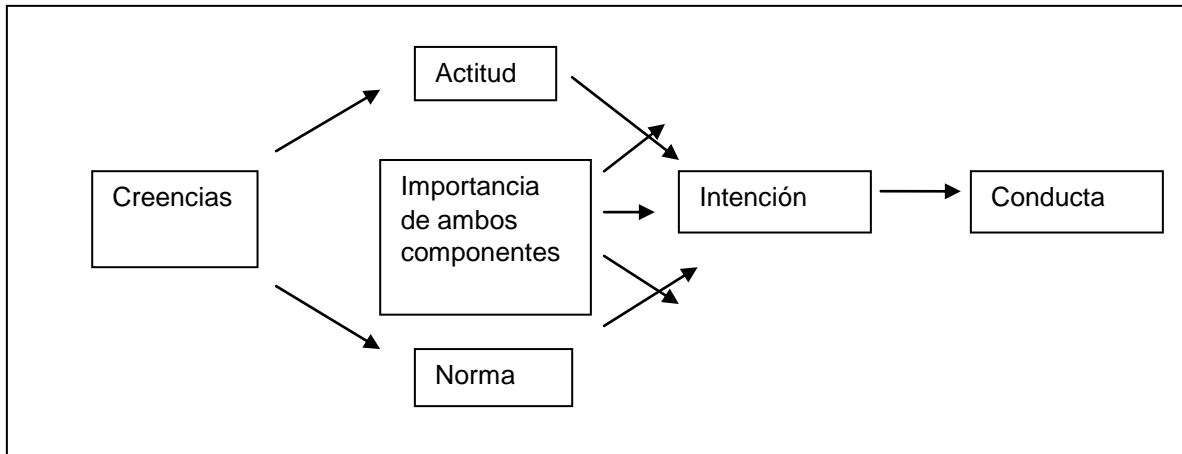 Actitud
Creencias
Importancia
de ambos
componentes
Intención
Conducta
Norma